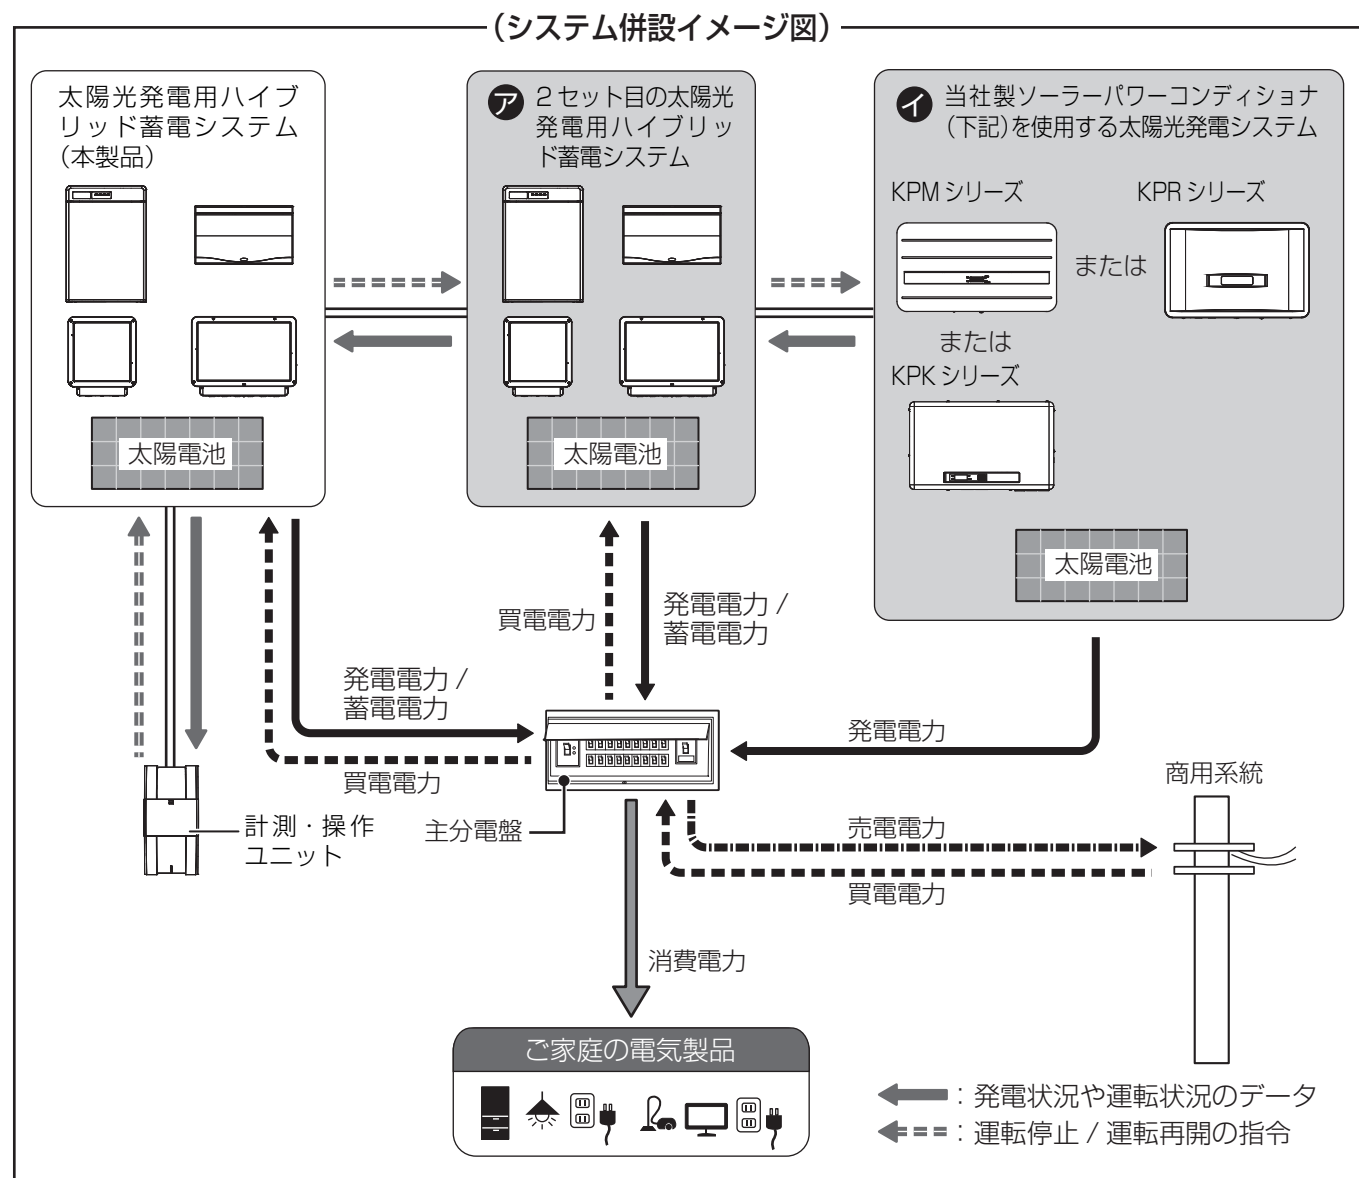 (システム併設イメージ図)
太陽光発電用ハイブ
リッド蓄電システム
(本製品)
太陽電池
ア 2セット目の太陽光
発電用ハイブリッ
ド蓄電システム
太陽電池
イ 当社製ソーラーパワーコンディショナ
(下記)を使用する太陽光発電システム
KPM シリーズ
KPR シリーズ
または
または
KPK シリーズ
太陽電池
買電電力
発電電力 /
蓄電電力
発電電力 /
蓄電電力
買電電力
発電電力
商用系統
計測・操作
ユニット
主分電盤
売電電力
買電電力
消費電力
ご家庭の電気製品
：発電状況や運転状況のデータ
：運転停止 / 運転再開の指令